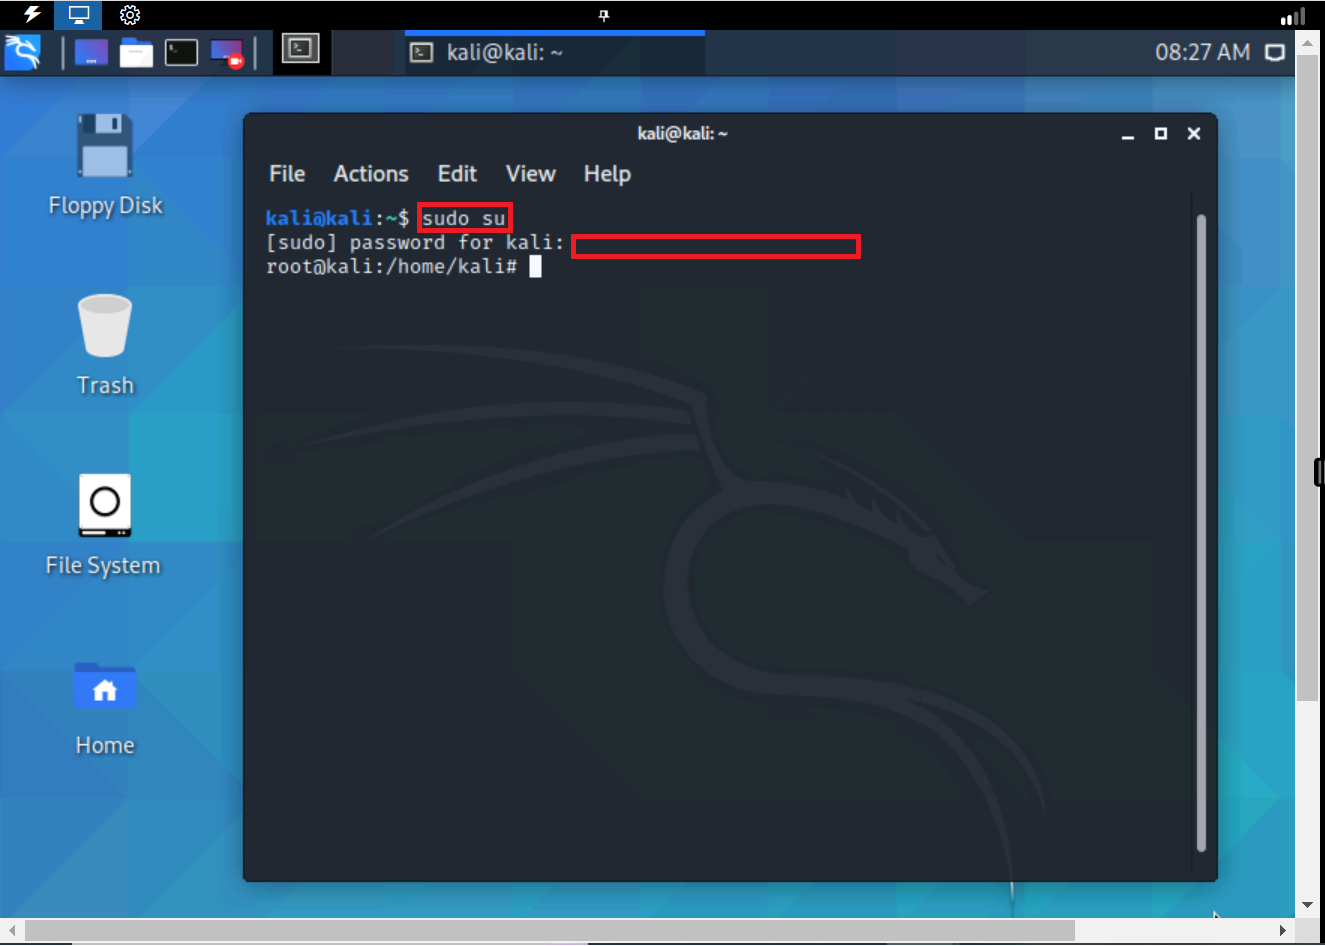 kali@kali: ~
08:27 AM
kali@kali: ~
File Actions Edit View Help
kali@kali:~$ sudo su
[sudo] password for kali:
root@kali:/home/kali#
Floppy Disk
Trash
File System
Home